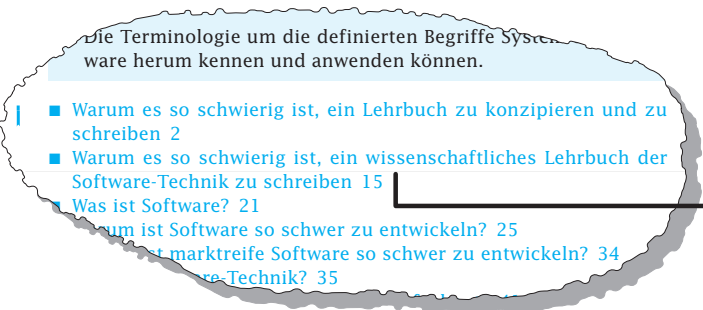 Die Terminologie um die definierten Begriffe
ware herum kennen und anwenden können.
■ Warum es so schwierig ist, ein Lehrbuch zu konzipieren und zu
schreiben 2
■ Warum es so schwierig ist, ein wissenschaftliches Lehrbuch der
Software-Technik zu schreiben 15
Was ist Software? 21
um ist Software so schwer zu entwickeln? 25
st marktreife Software so schwer zu entwickeln? 34
re-Technik? 35